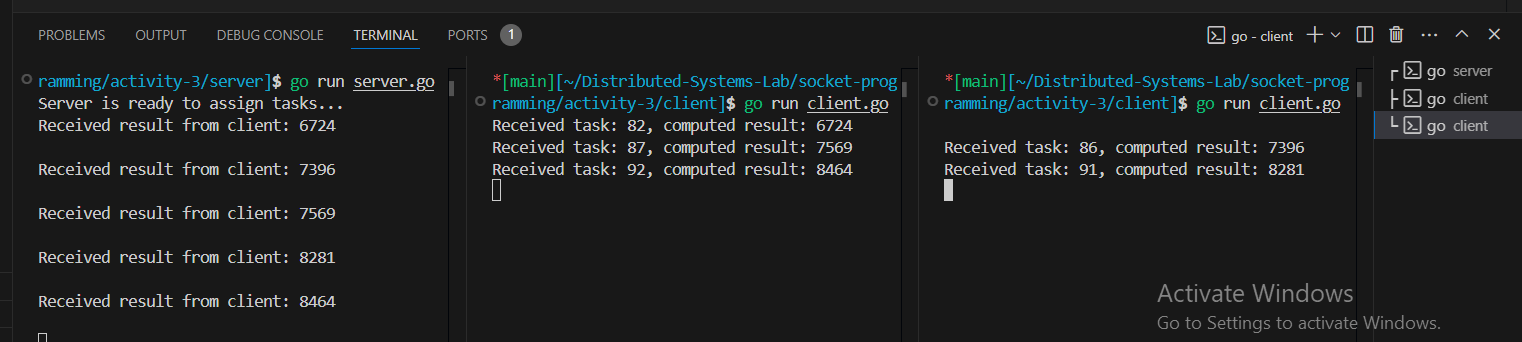 PROBLEMS OUTPUT DEBUG CONSOLE TERMINAL PORTS 1 go - client
ramming/activity-3/server]$ go run server.go
Server is ready to assign tasks...
Received result from client: 6724
Received result from client: 7396
Received result from client: 7569
Received result from client: 8281
Received result from client: 8464
*[main][~/Distributed-Systems-Lab/socket-prog
ramming/activity-3/client]$ go run client.go
Received task: 82, computed result: 6724
Received task: 87, computed result: 7569
Received task: 92, computed result: 8464
*[main][~/Distributed-Systems-Lab/socket-prog
ramming/activity-3/client]$ go run client.go
Received task: 86, computed result: 7396
Received task: 91, computed result: 8281
go server
go client
go client
Activate Windows
Go to Settings to activate Windows.